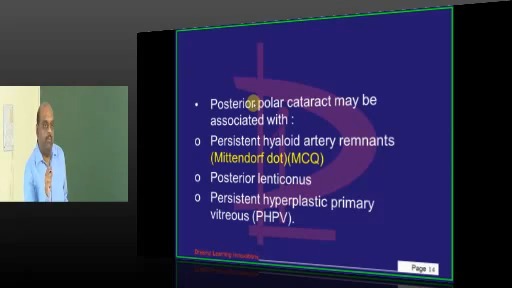 • Posterior polar cataract may be
associated with :
o Persistent hyaloid artery remnants
(Mittendorf dot)(MCQ)
o Posterior lenticonus
o Persistent hyperplastic primary
vitreous (PHPV).
Page 14